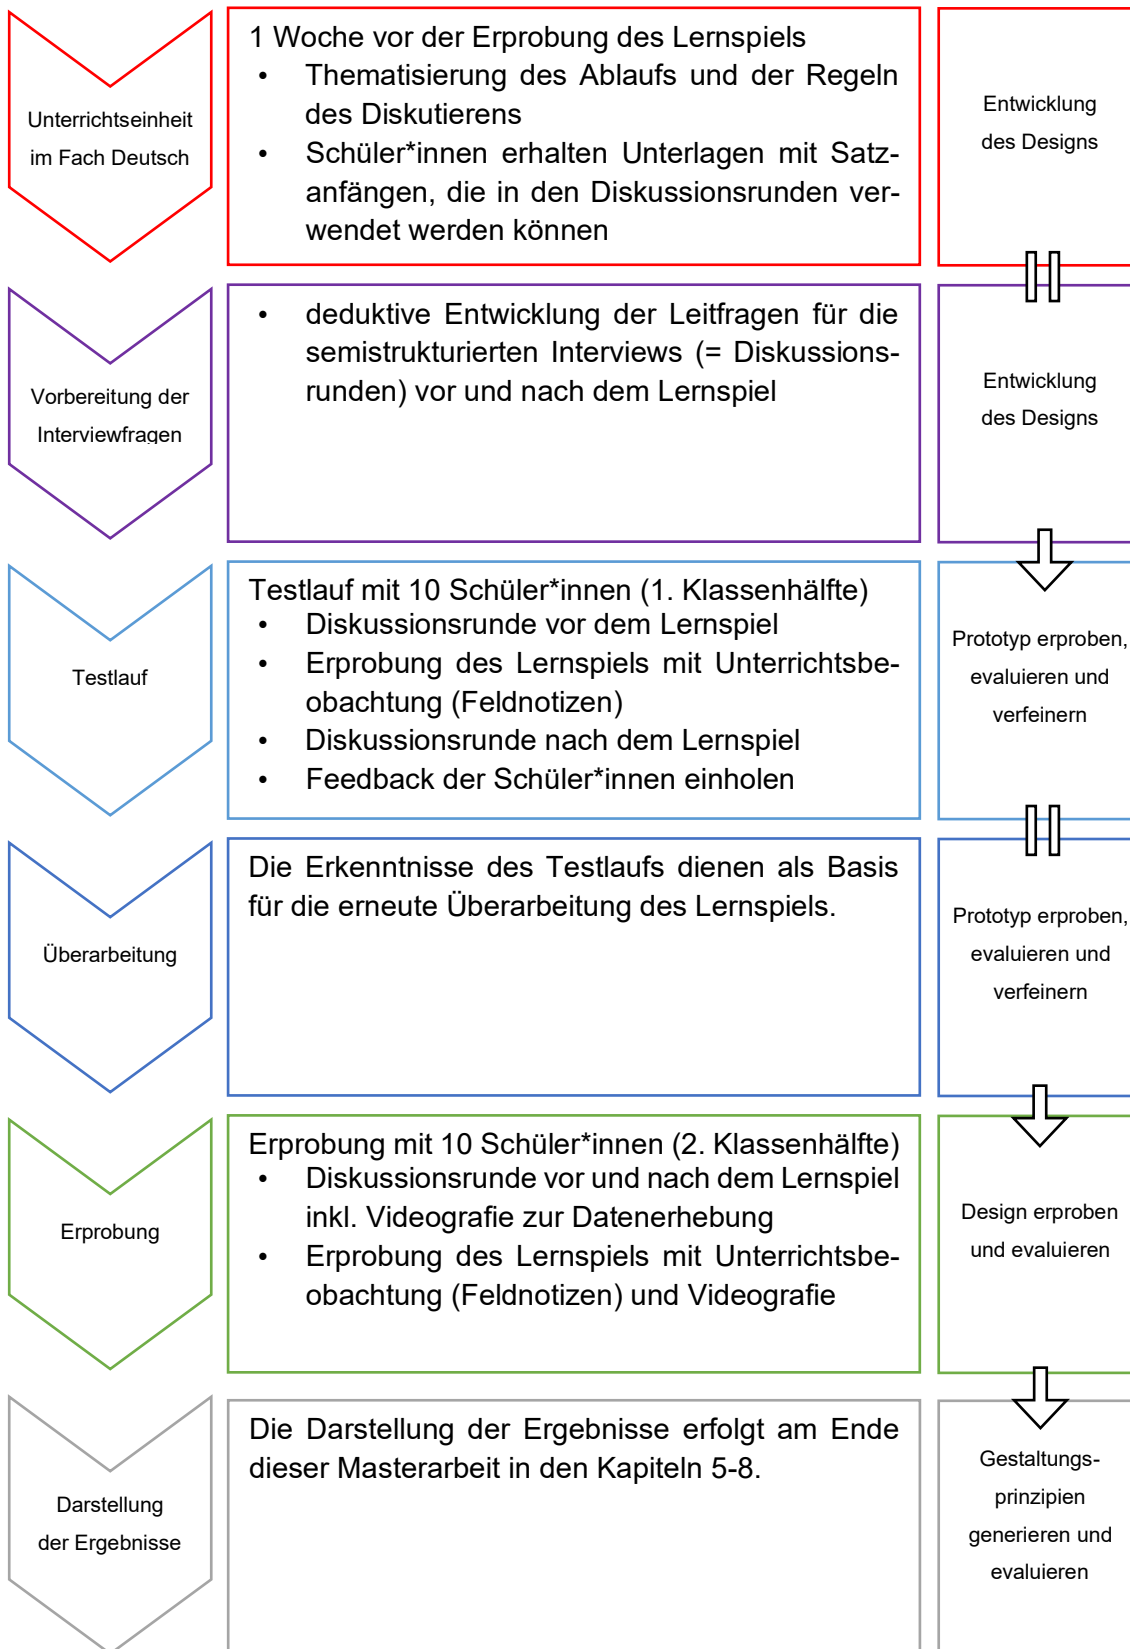 Unterrichtseinheit
im Fach Deutsch
1 Woche vor der Erprobung des Lernspiels
• Thematisierung des Ablaufs und der Regeln
des Diskutierens
• Schüler*innen erhalten Unterlagen mit Satz-
anfängen, die in den Diskussionsrunden ver-
wendet werden können
Entwicklung
des Designs
Vorbereitung der
Interviewfragen
• deduktive Entwicklung der Leitfragen für die
semistrukturierten Interviews (= Diskussions-
runden) vor und nach dem Lernspiel
Entwicklung
des Designs
Testlauf
Testlauf mit 10 Schüler*innen (1. Klassenhälfte)
• Diskussionsrunde vor dem Lernspiel
• Erprobung des Lernspiels mit Unterrichtsbe-
obachtung (Feldnotizen)
• Diskussionsrunde nach dem Lernspiel
• Feedback der Schüler*innen einholen
Prototyp erproben,
evaluieren und
verfeinern
Überarbeitung
Die Erkenntnisse des Testlaufs dienen als Basis
für die erneute Überarbeitung des Lernspiels.
Prototyp erproben,
evaluieren und
verfeinern
Erprobung
Erprobung mit 10 Schüler*innen (2. Klassenhälfte)
• Diskussionsrunde vor und nach dem Lernspiel
inkl. Videografie zur Datenerhebung
• Erprobung des Lernspiels mit Unterrichtsbe-
obachtung (Feldnotizen) und Videografie
Design erproben
und evaluieren
Darstellung
der Ergebnisse
Die Darstellung der Ergebnisse erfolgt am Ende
dieser Masterarbeit in den Kapiteln 5-8.
Gestaltungs-
prinzipien
generieren und
evaluieren